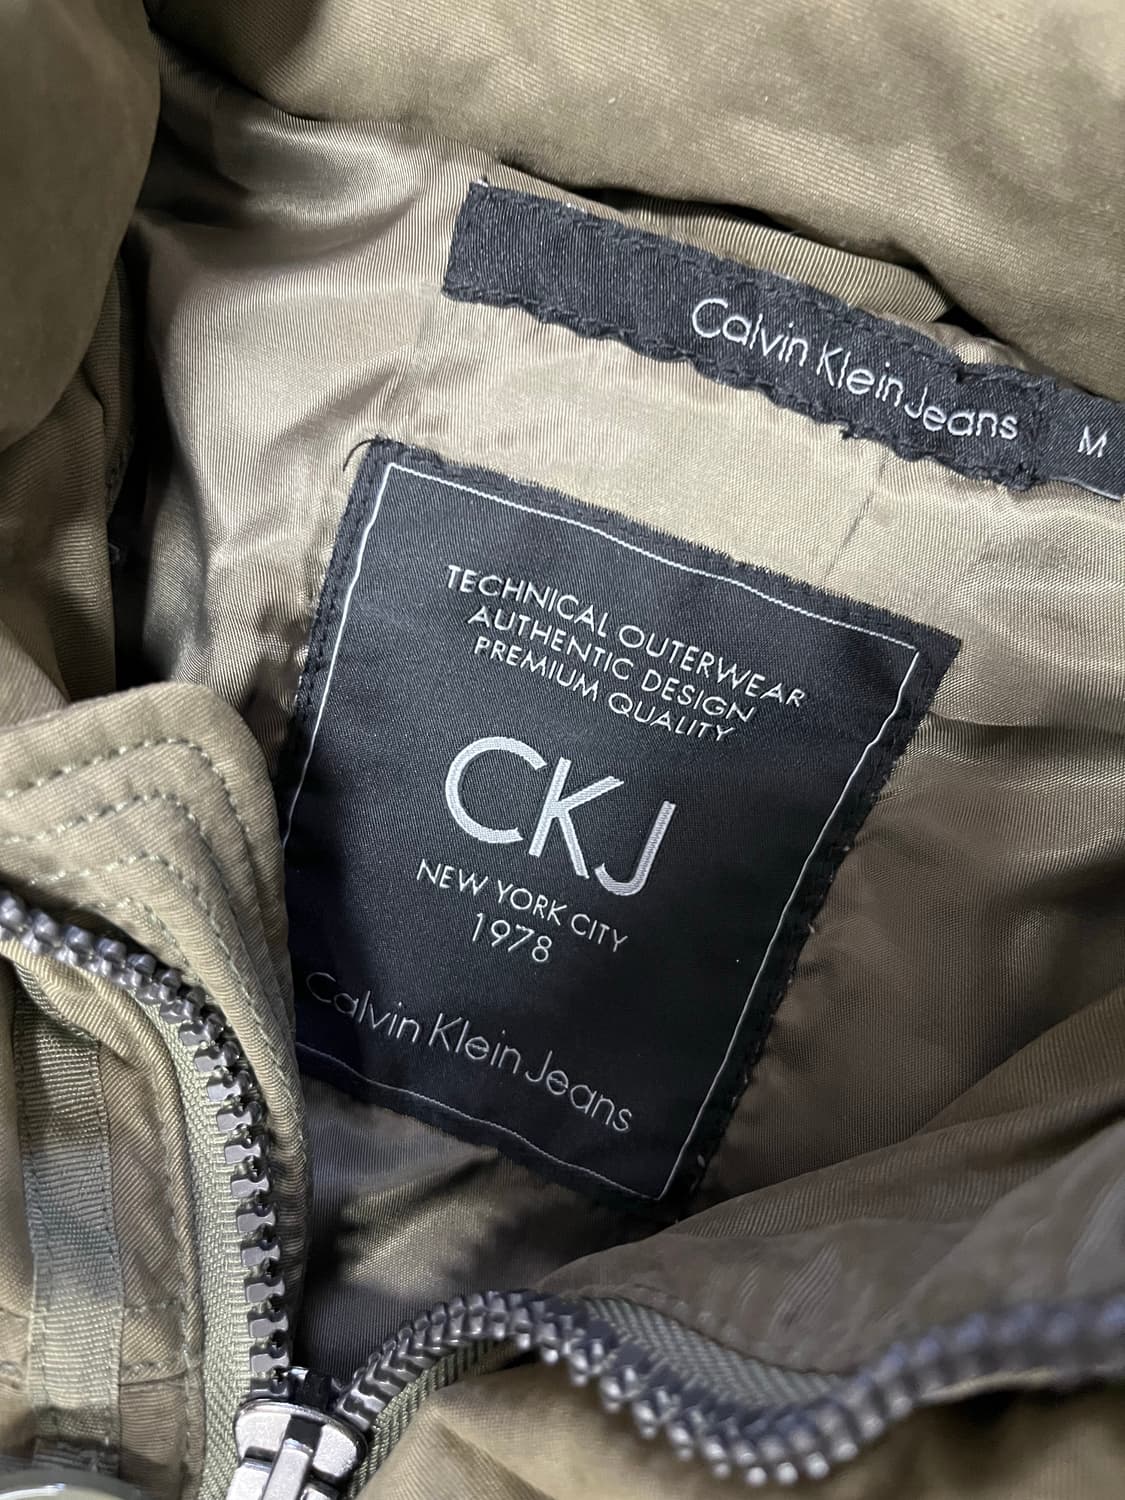 Calvin Klein Jeans
M
TECHNICAL OUTERWEAR
AUTHENTIC DESIGN
PREMIUM QUALITY
CKJ
NEW YORK CITY
1978
Calvin Klein Jeans